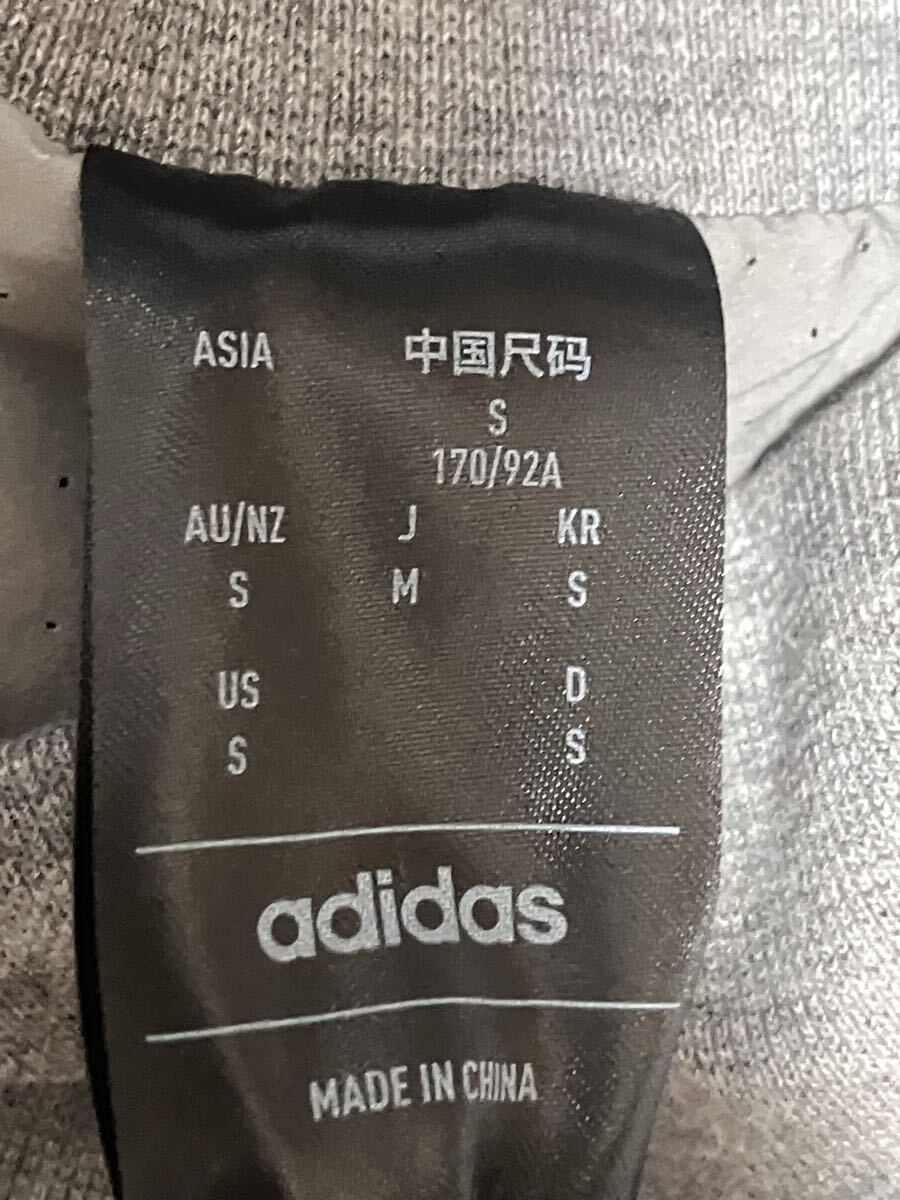 ASIA 中国尺码
S
170/92A
AU/NZ J KR
S M S
US D
S S
adidas
MADE IN CHINA